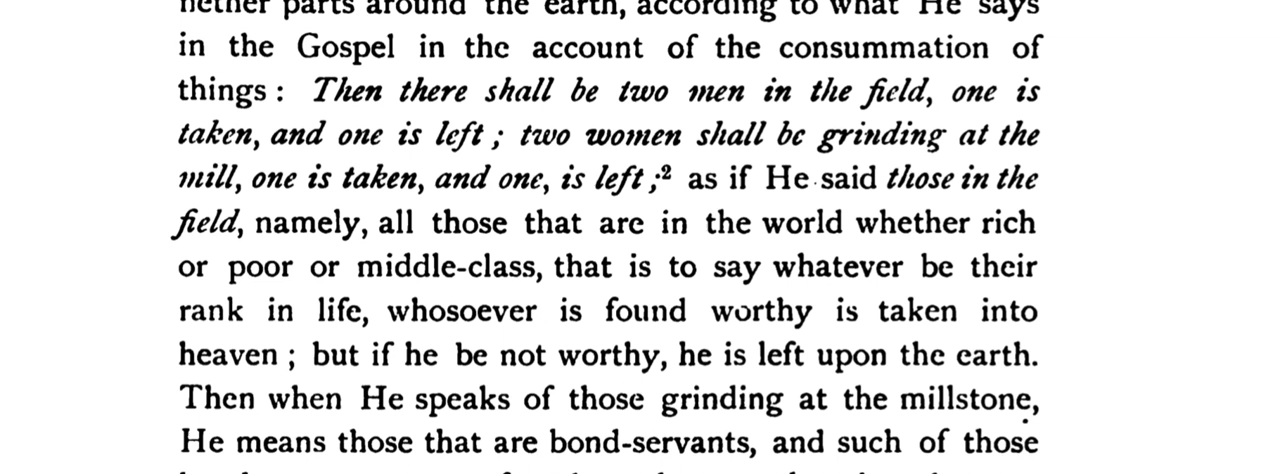 nether parts around the earth, according to what He says
in the Gospel in the account of the consummation of
things : Then there shall be two men in the field, one is
taken, and one is left ; two women shall be grinding at the
mill, one is taken, and one, is left ;² as if He said those in the
field, namely, all those that are in the world whether rich
or poor or middle-class, that is to say whatever be their
rank in life, whosoever is found worthy is taken into
heaven ; but if he be not worthy, he is left upon the earth.
Then when He speaks of those grinding at the millstone,
He means those that are bond-servants, and such of those